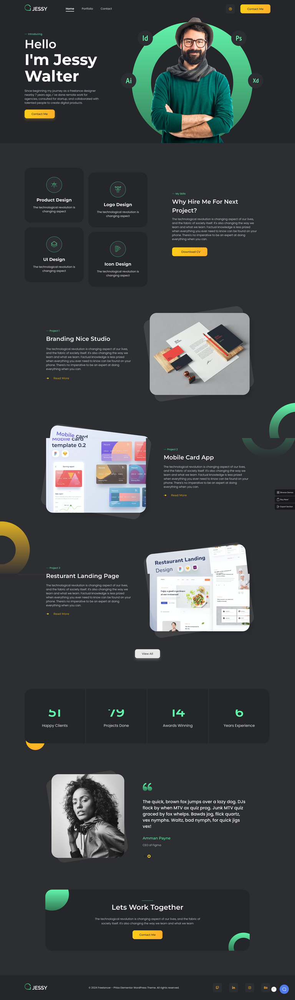 JESSY
Home
Portfolio
Contact
Contact Me
Introducing
Hello
I'm Jessy
Walter
Since beginning my journey as a freelance designer
nearby 7 years ago, I 've done remote work for
agencies, consulted for startup, and collaborated with
talented people to create digital products.
Contact Me
Id
Ps
Ai
Xd
Product Design
The technological revolution is
changing aspect
Logo Design
The technological revolution is
changing aspect
UI Design
The technological revolution is
changing aspect
Icon Design
The technological revolution is
changing aspect
My Skills
Why Hire Me For Next
Project?
The technological revolution is changing aspect of our lives,
and the fabric of society itself. it's also changing the way we
learn and what we learn. Factual knowledge is less prized
when everything you ever need to know can be found on your
phone. There's no imperative to be an expert at doing
everything when you can.
Download CV
Project 1
Branding Nice Studio
The technological revolution is changing aspect of our lives,
and the fabric of society itself. it's also changing the way we
learn and what we learn. Factual knowledge is less prized
when everything you ever need to know can be found on your
phone. There's no imperative to be an expert at doing
everything when you can.
Read More
Mobile card
Mobile card
template 0.2
Earning report
Sales report
Project 2
Mobile Card App
The technological revolution is changing aspect of our lives,
and the fabric of society itself. it's also changing the way we
learn and what we learn. Factual knowledge is less prized
when everything you ever need to know can be found on your
phone. There's no imperative to be an expert at doing
everything when you can.
Read More
Browse Demos
Buy Now!
Export Section
Project 3
Resturant Landing Page
The technological revolution is changing aspect of our lives,
and the fabric of society itself. it's also changing the way we
learn and what we learn. Factual knowledge is less prized
when everything you ever need to know can be found on your
phone. There's no imperative to be an expert at doing
everything when you can.
Read More
Restaurant Landing
Design
Enjoy a good experience
at our restaurant
View All
51
Happy Clients
79
Projects Done
14
Awards Winning
6
Years Experience
The quick, brown fox jumps over a lazy dog. DJs
flock by when MTV ax quiz prog. Junk MTV quiz
graced by fox whelps. Bawds jog, flick quartz,
vex nymphs. Waltz, bad nymph, for quick jigs
vex!
Amman Payne
CEO of Figma
Lets Work Together
The technological revolution is changing aspect of our lives, and the fabric of
society itself. it's also changing the way we learn and what we learn
Contact Me
JESSY
© 2024 Freelancer - Phlox Elementor WordPress Theme. All rights reserved.
in
Bē